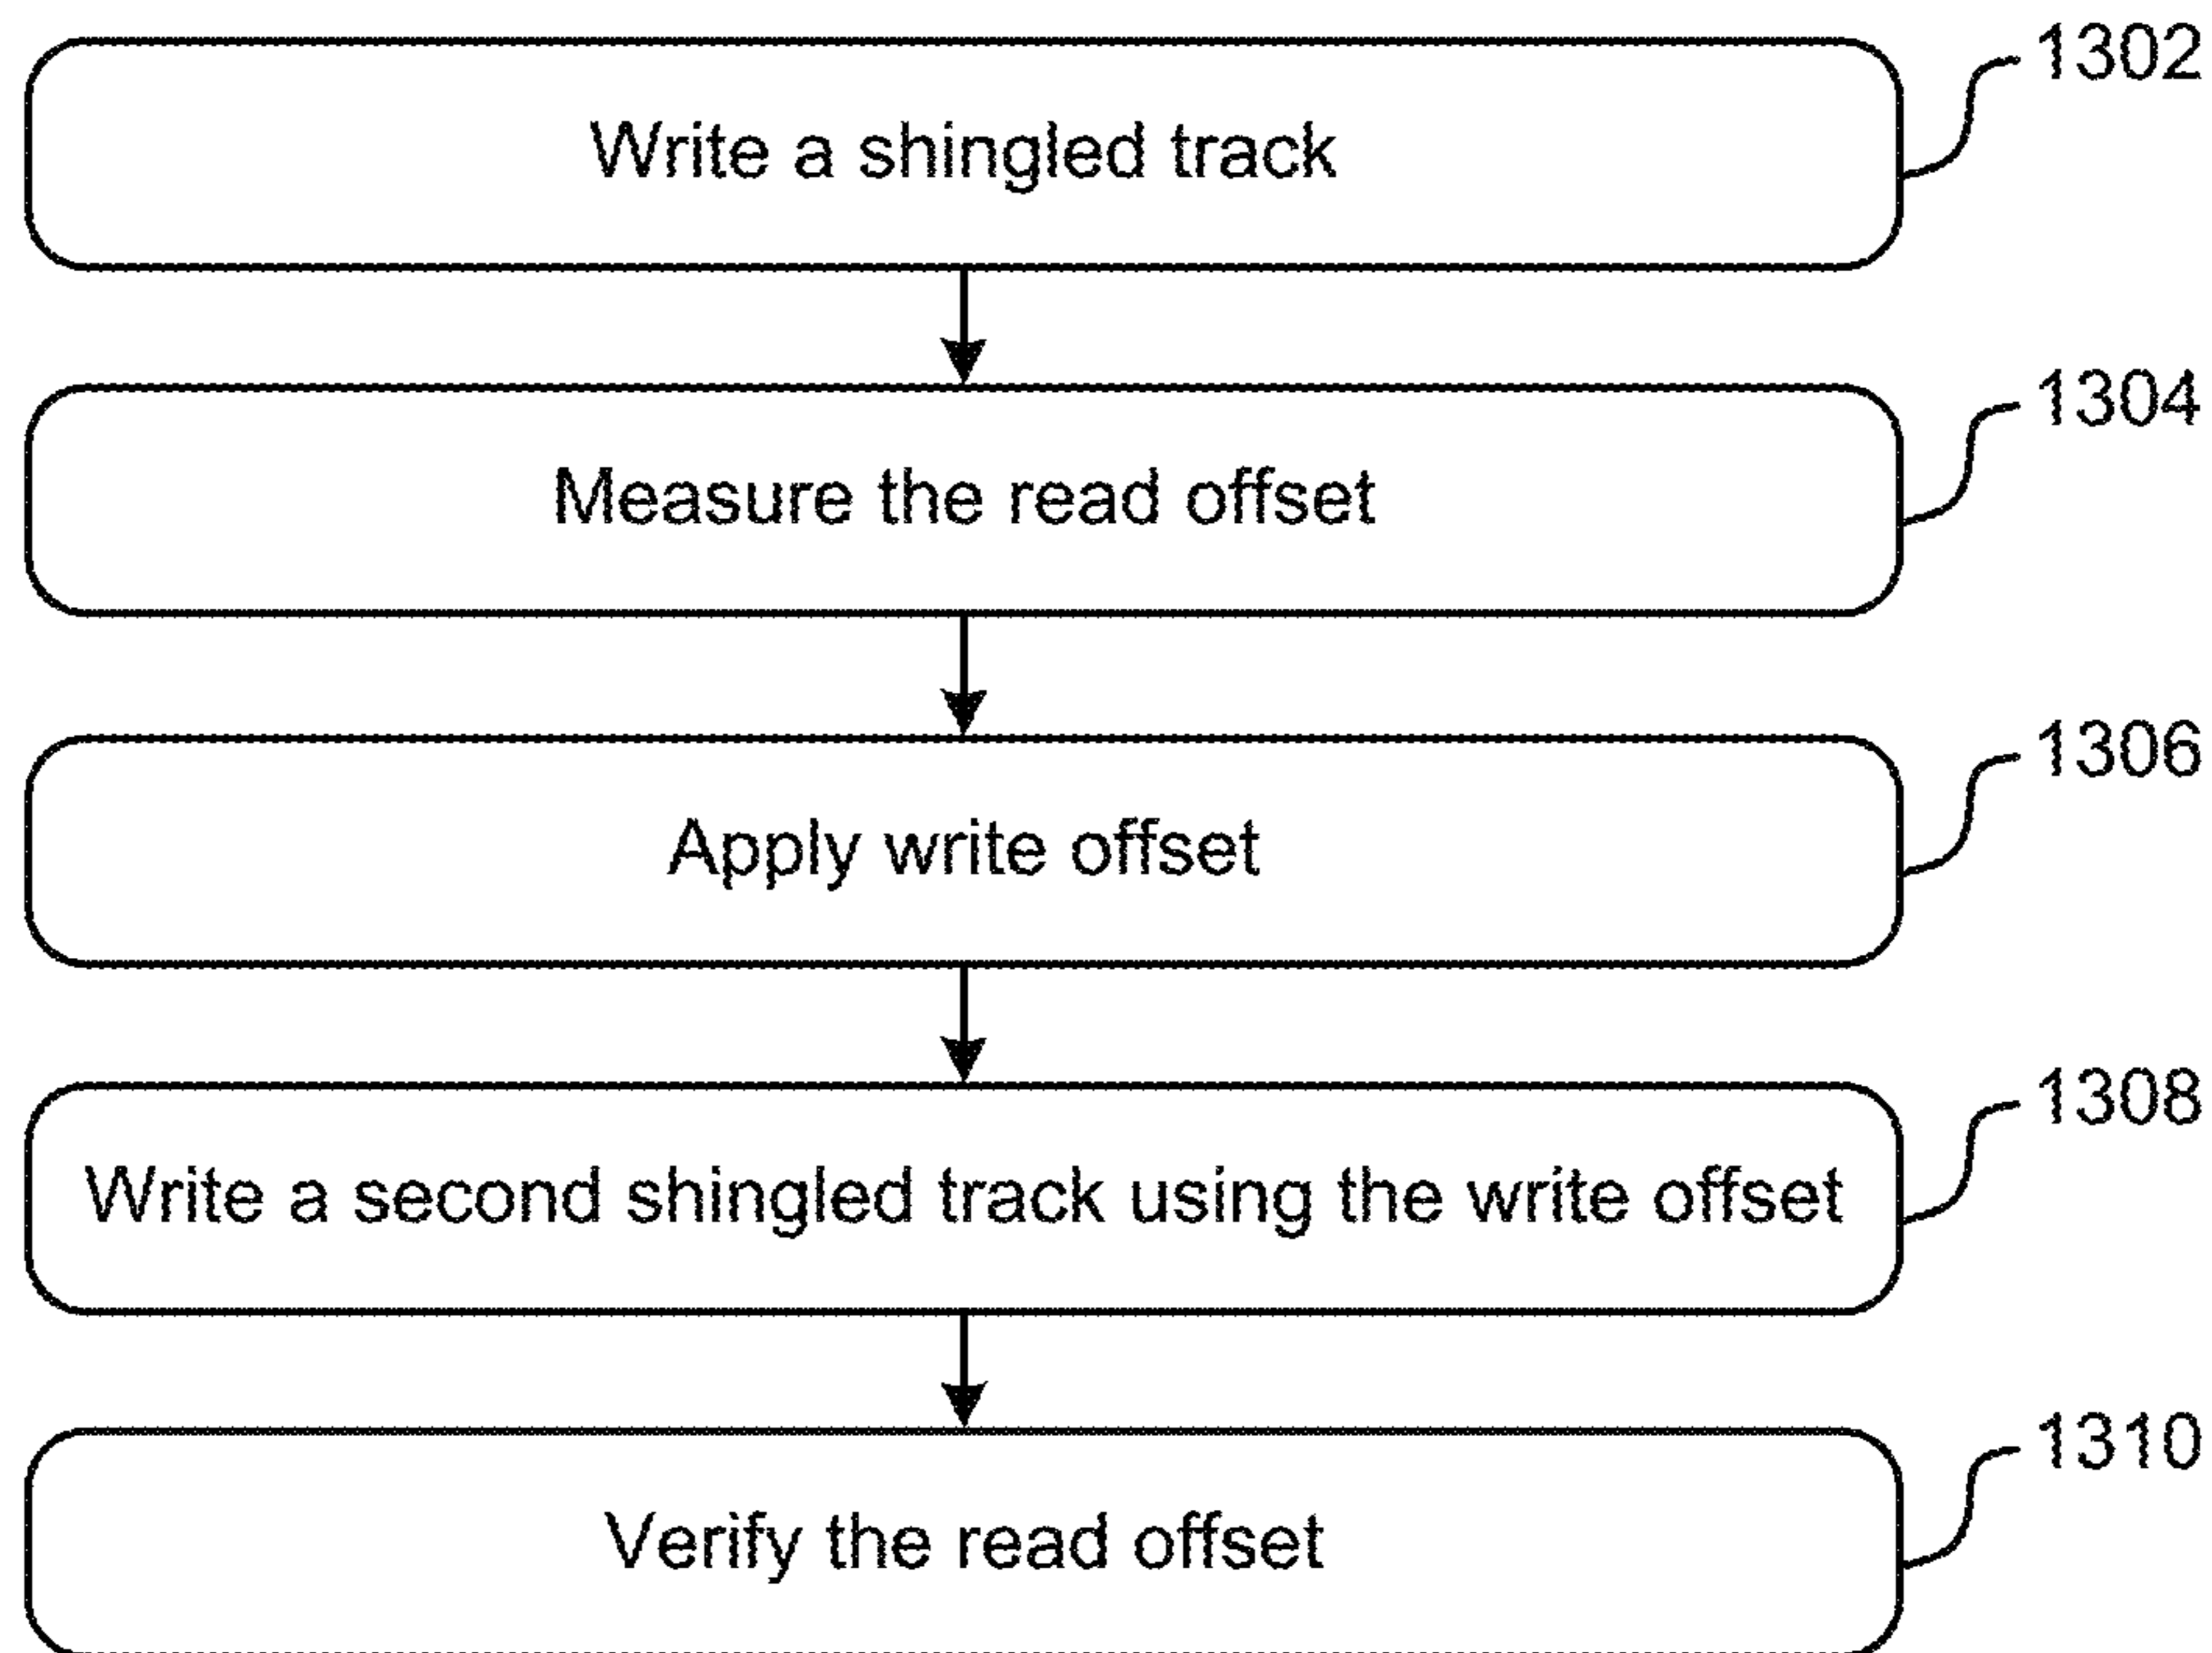 1302
Write a shingled track
1304
Measure the read offset
1306
Apply write offset
1308
Write a second shingled track using the write offset
1310
Verify the read offset